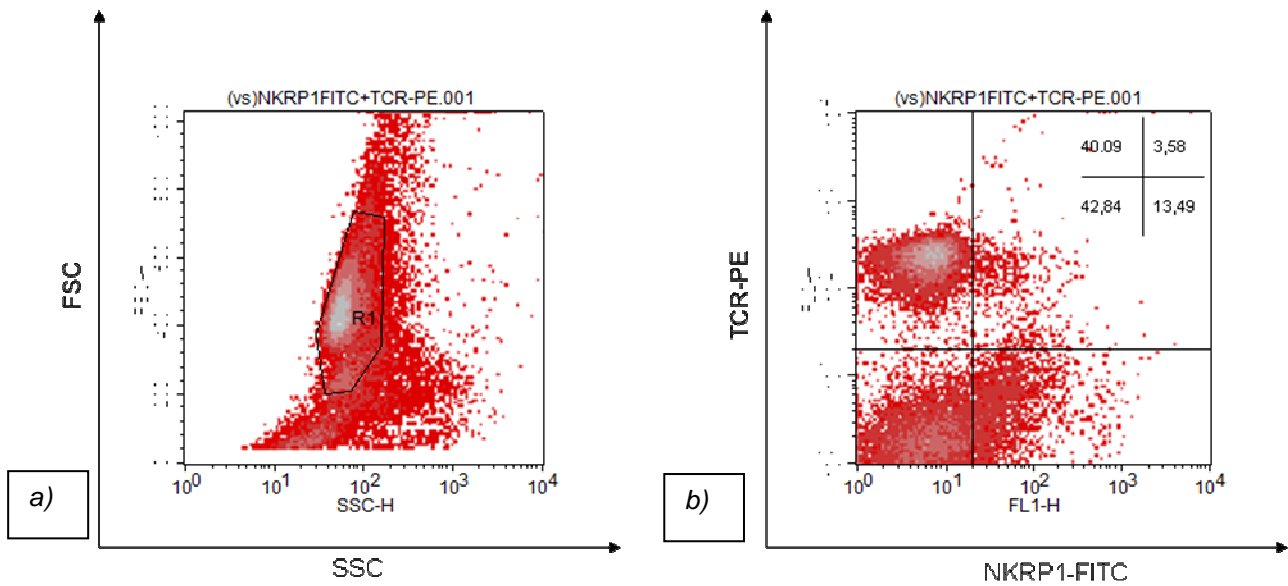 (vs)NKRP1FITC+TCR-PE.001
FSC
R1
10^0 10^1 10^2 10^3 10^4
SSC-H
SSC
a)
(vs)NKRP1FITC+TCR-PE.001
40.09 3,58
42,84 13,49
TCR-PE
10^0 10^1 10^2 10^3 10^4
FL1-H
NKRP1-FITC
b)